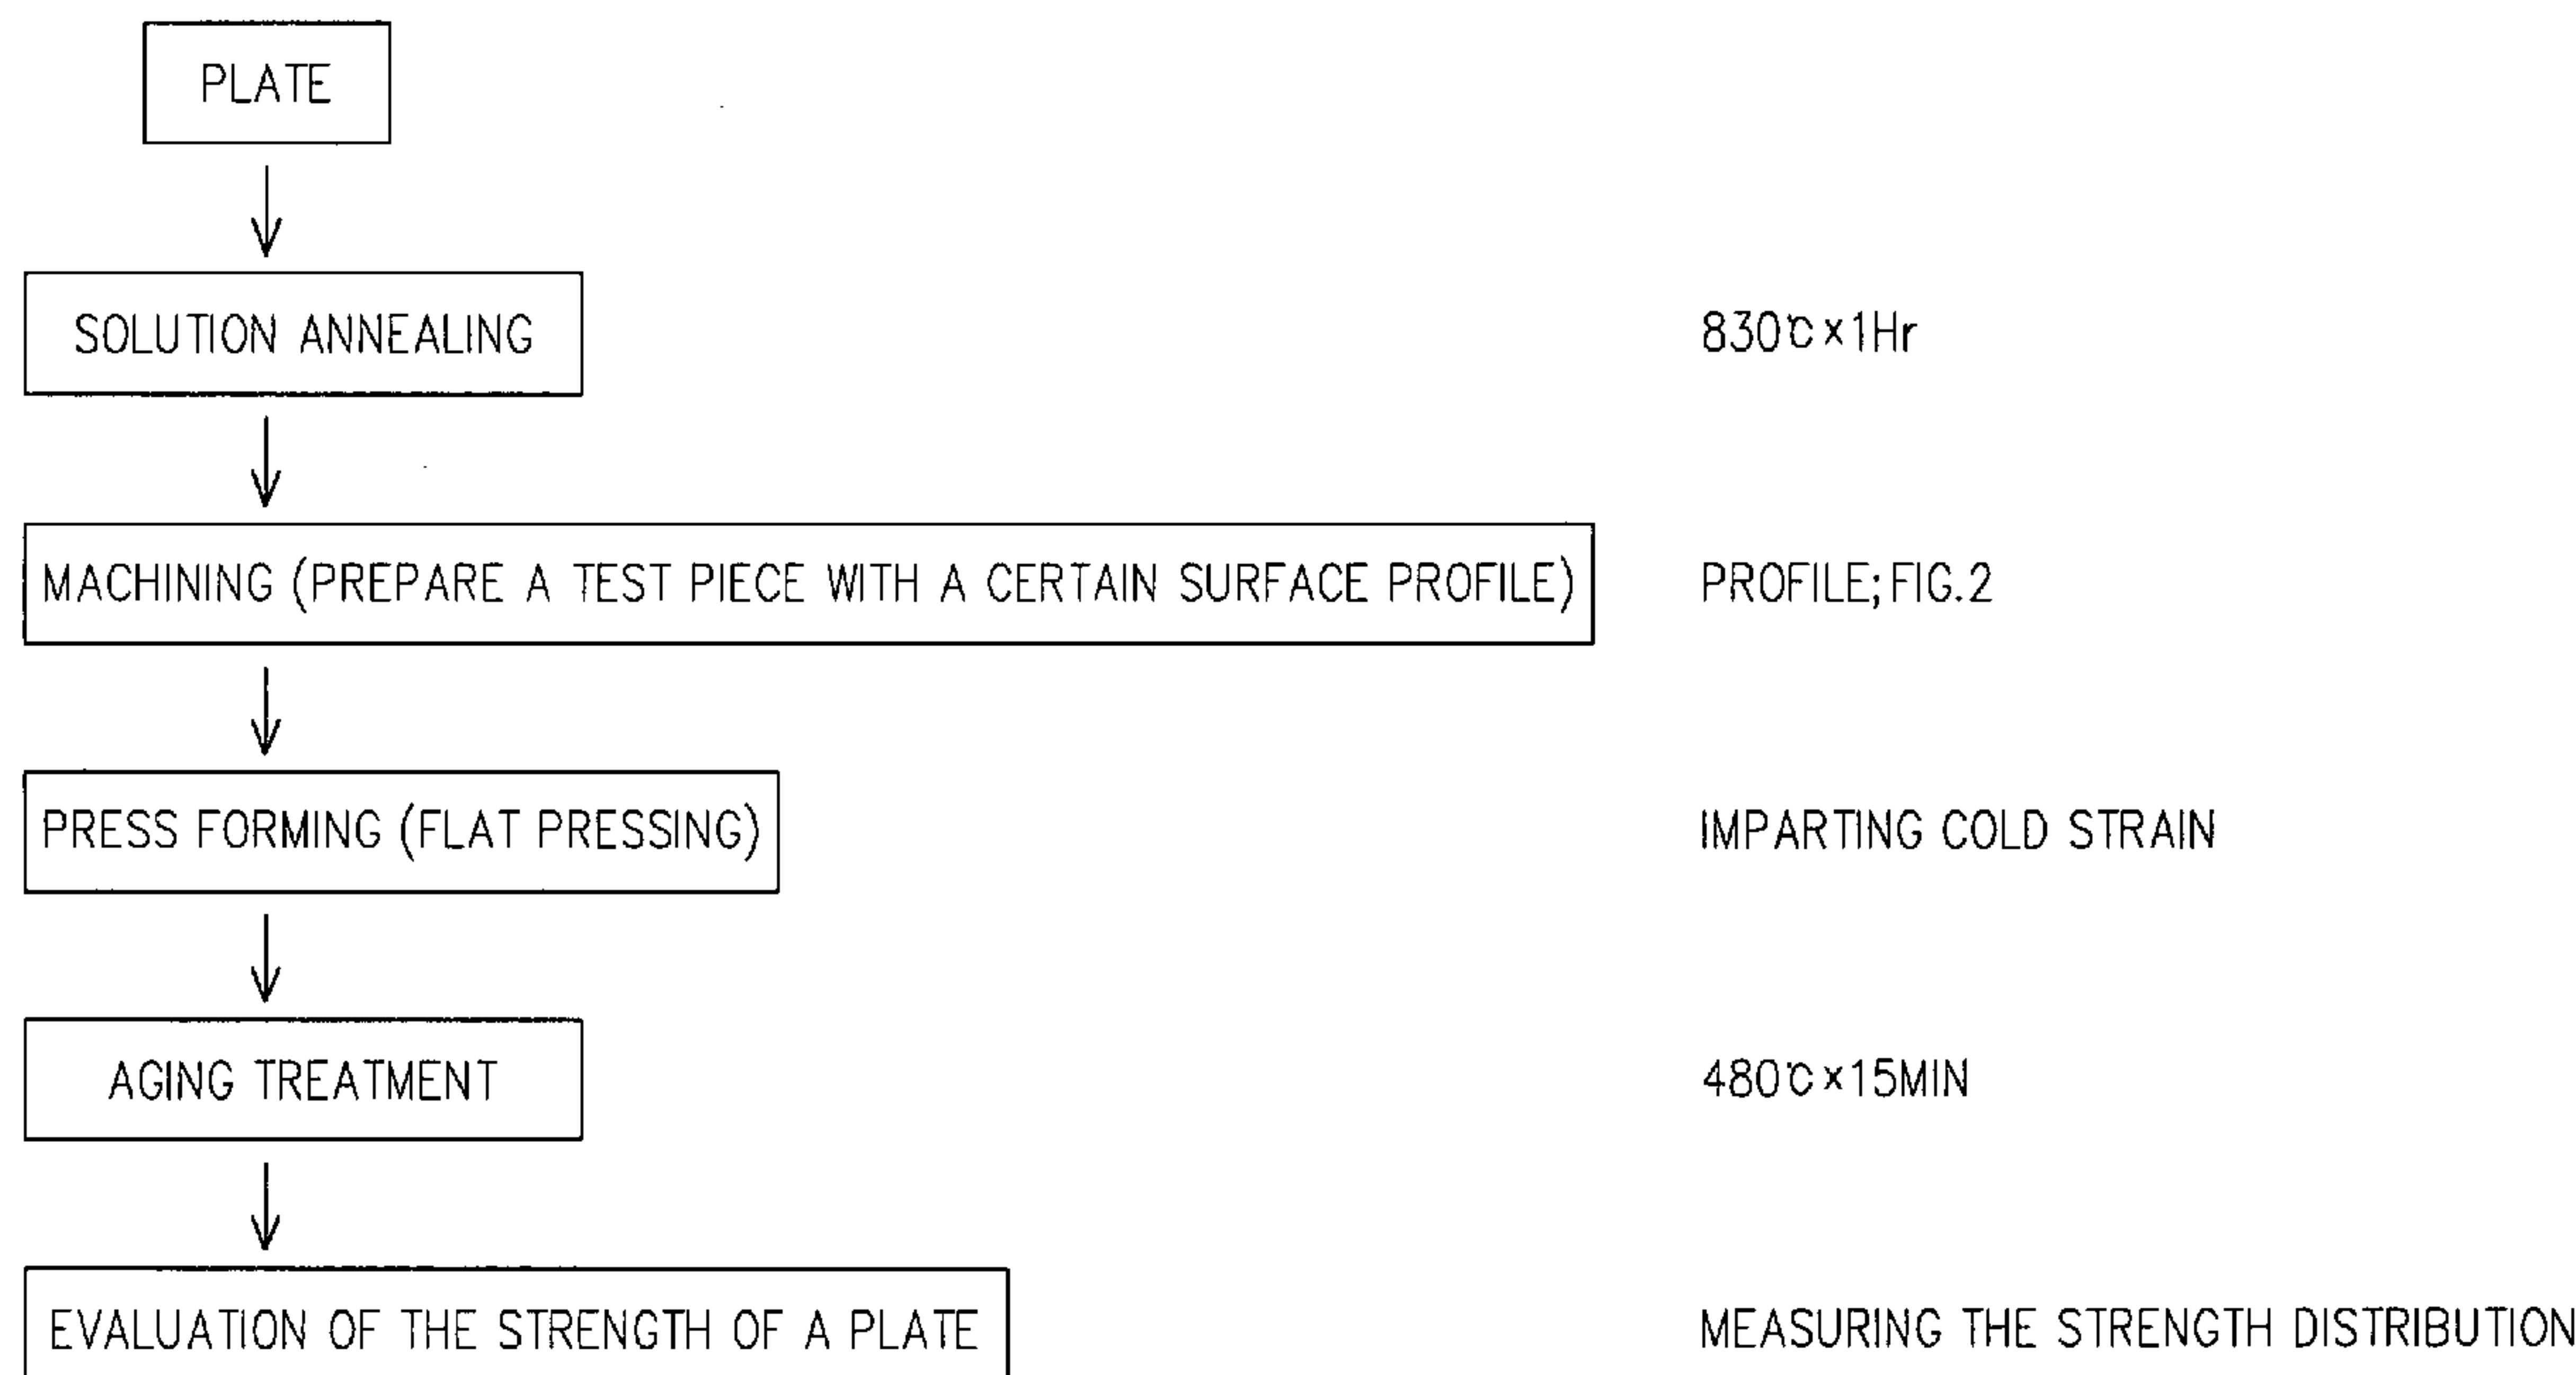 PLATE
SOLUTION ANNEALING 830℃×1Hr
MACHINING (PREPARE A TEST PIECE WITH A CERTAIN SURFACE PROFILE) PROFILE;FIG.2
PRESS FORMING (FLAT PRESSING) IMPARTING COLD STRAIN
AGING TREATMENT 480℃×15MIN
EVALUATION OF THE STRENGTH OF A PLATE MEASURING THE STRENGTH DISTRIBUTION